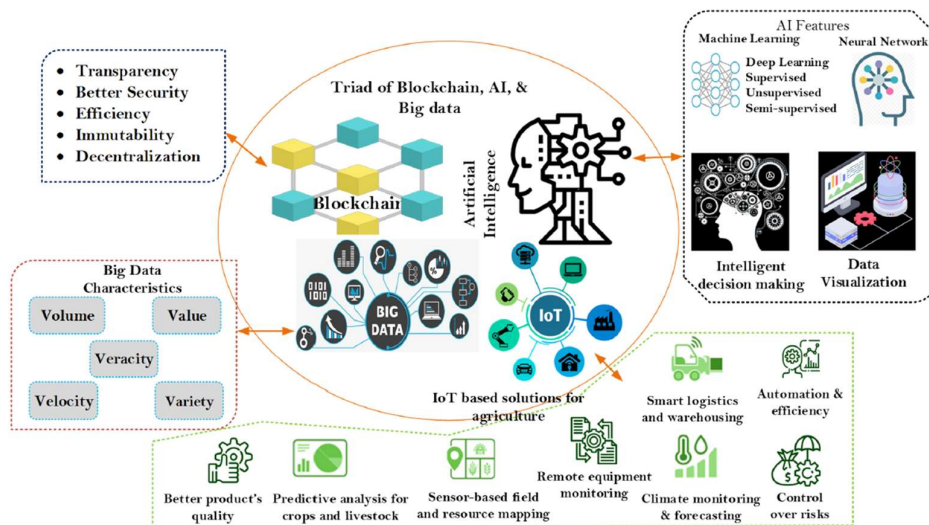 Transparency
Better Security
Efficiency
Immutability
Decentralization
Triad of Blockchain, AI, &
Big data
Blockchain
Artificial
Intelligence
BIG
DATA
IoT
IoT based solutions for
agriculture
AI Features
Machine Learning
Neural Network
Deep Learning
Supervised
Unsupervised
Semi-supervised
Intelligent
decision making
Data
Visualization
Big Data
Characteristics
Volume
Value
Veracity
Velocity
Variety
0101
1010
Smart logistics
and warehousing
Automation &
efficiency
Better product's
quality
Predictive analysis for
crops and livestock
Sensor-based field
and resource mapping
Remote equipment
monitoring
Climate monitoring
& forecasting
Control
over risks